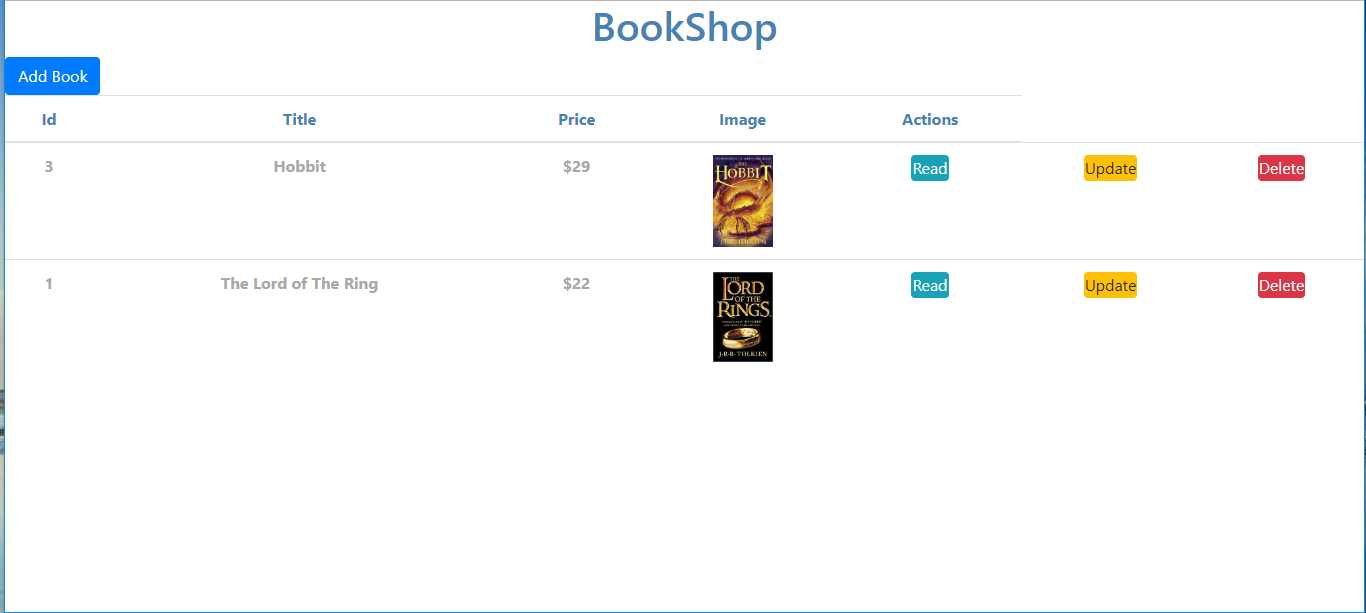 BookShop
Add Book
Id Title Price Image Actions
3 Hobbit $29 Read Update Delete
THE
HOBBIT
J.R.R. TOLKIEN
1 The Lord of The Ring $22 Read Update Delete
THE
LORD
OF THE
RINGS
J·R·R·TOLKIEN